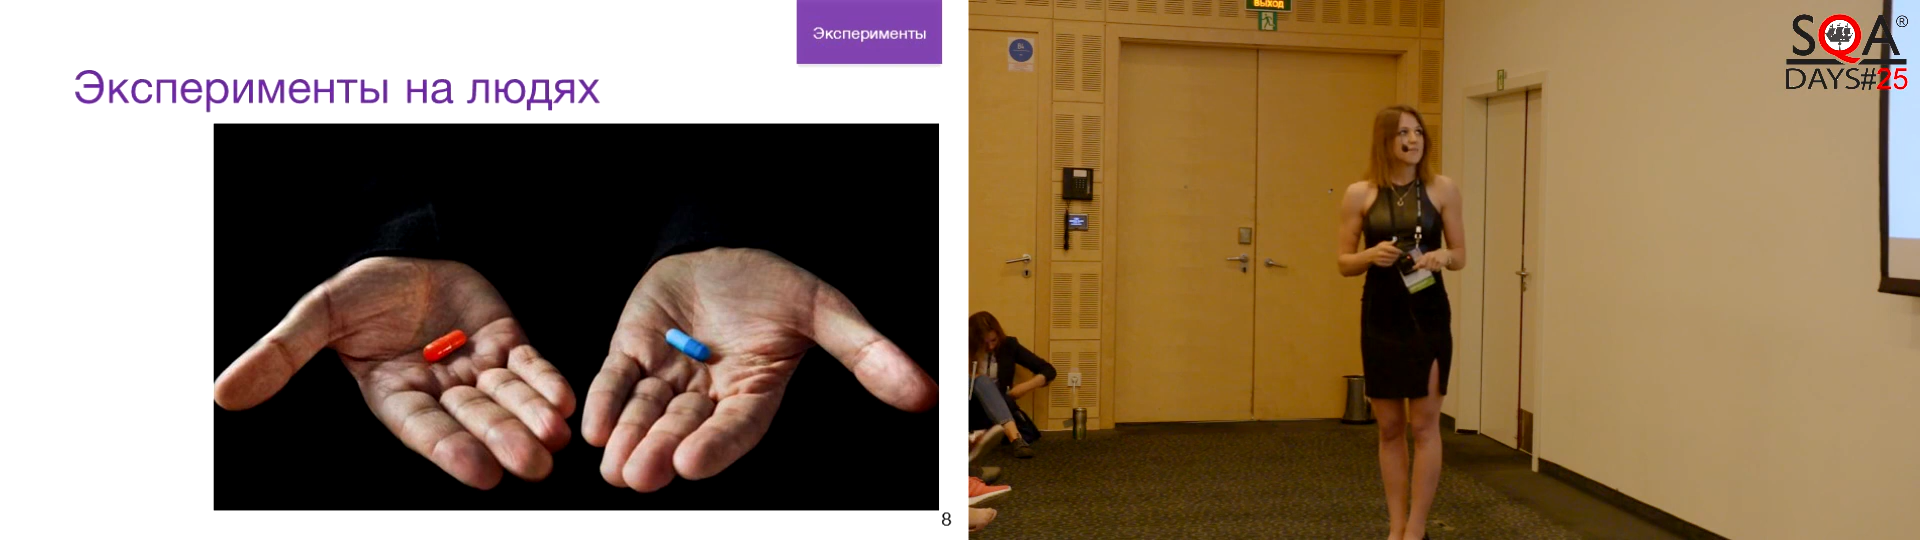 Эксперименты
Эксперименты на людях
8
ВЫХОД
SQA®
DAYS#25